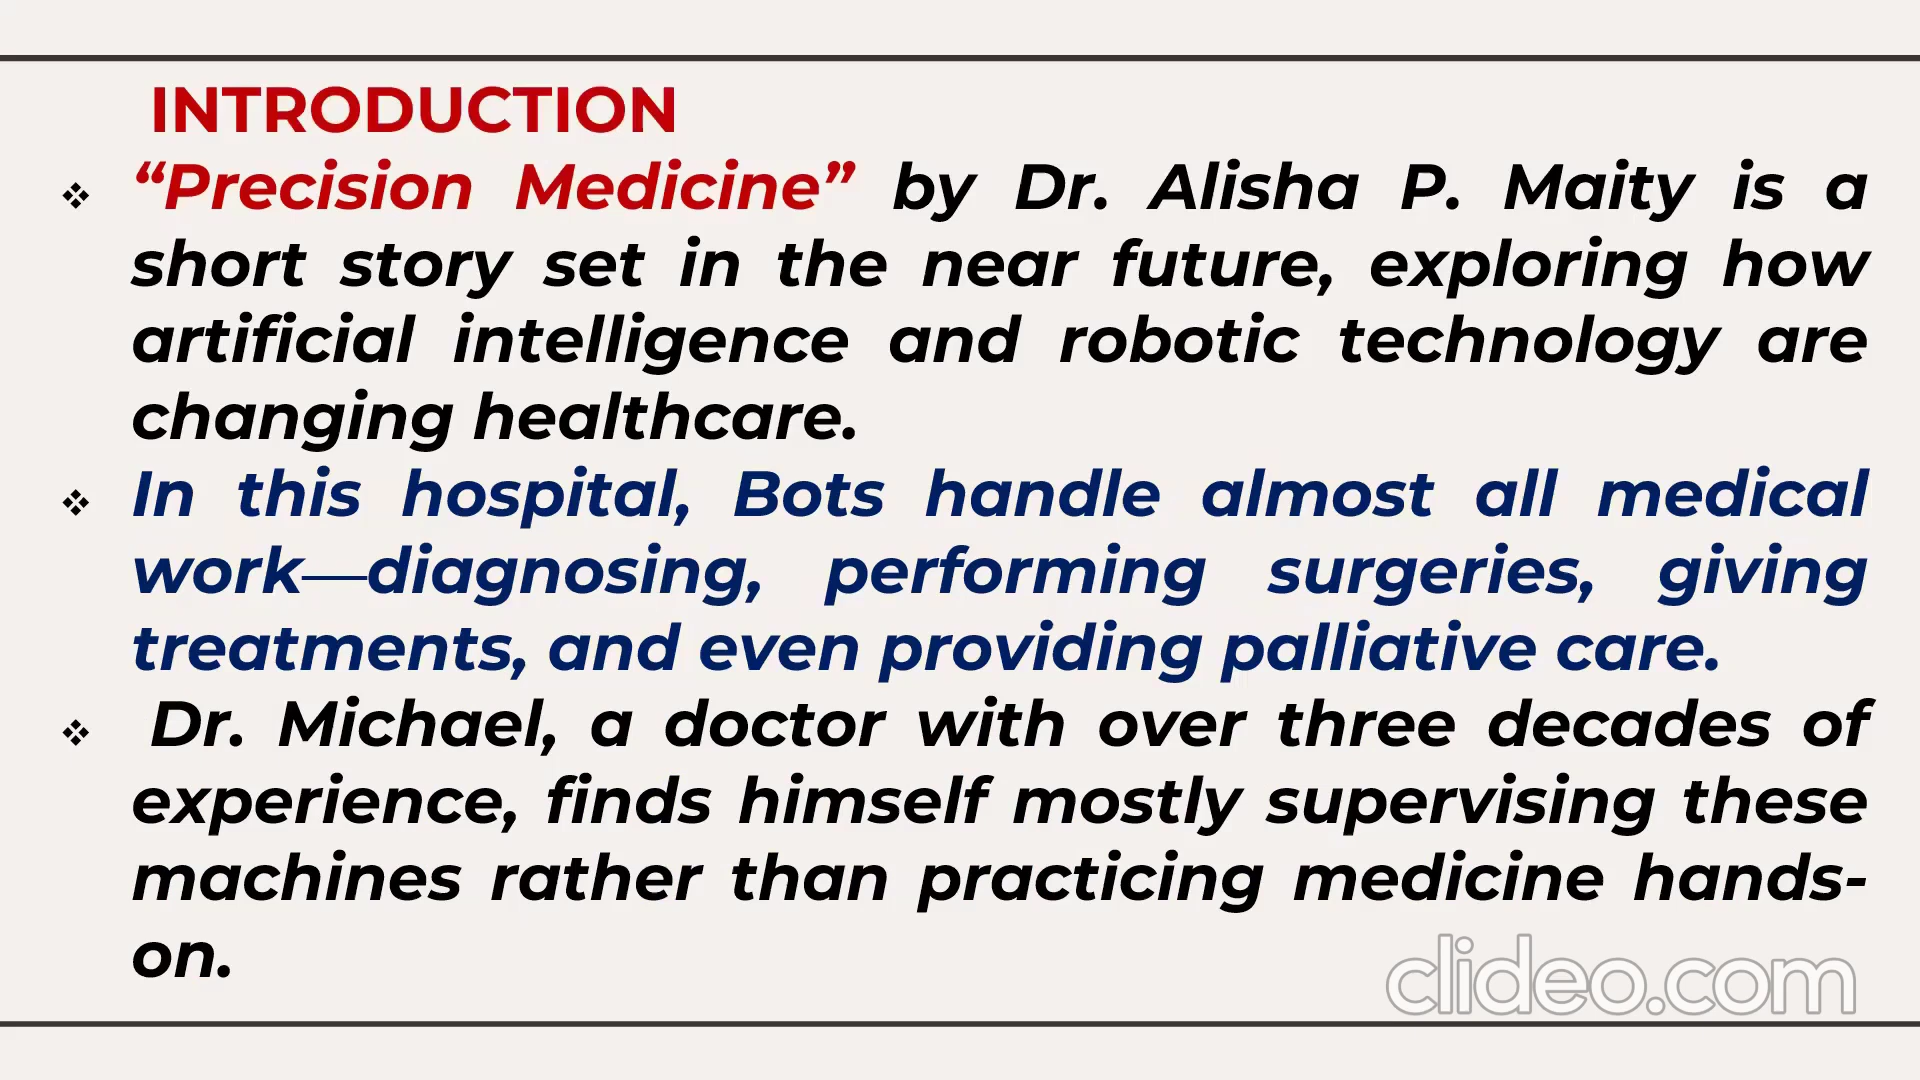 INTRODUCTION
❖ “Precision Medicine” by Dr. Alisha P. Maity is a
short story set in the near future, exploring how
artificial intelligence and robotic technology are
changing healthcare.
❖ In this hospital, Bots handle almost all medical
work—diagnosing, performing surgeries, giving
treatments, and even providing palliative care.
❖ Dr. Michael, a doctor with over three decades of
experience, finds himself mostly supervising these
machines rather than practicing medicine hands-
on.
clideo.com